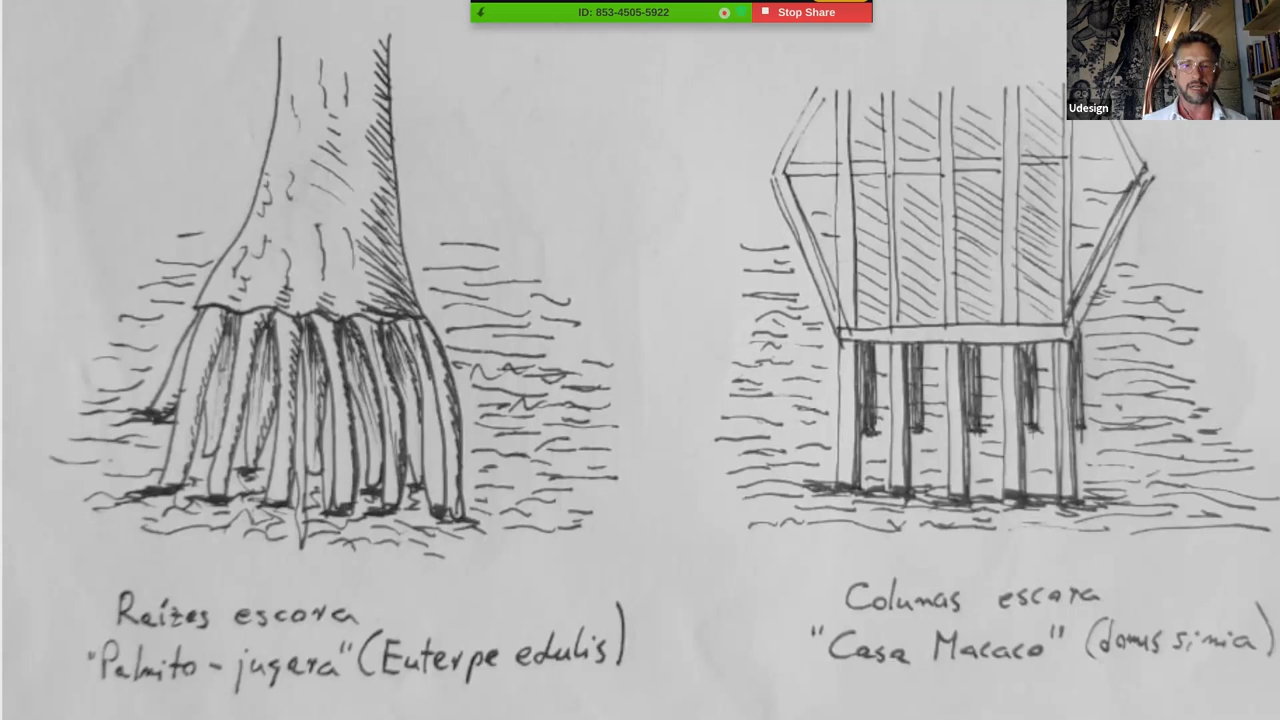 ID: 853-4505-5922
Stop Share
Udesign
Raízes escora
"Palmito - juçara" (Euterpe edulis)
Colunas escora
"Casa Macaco" (domus simia)